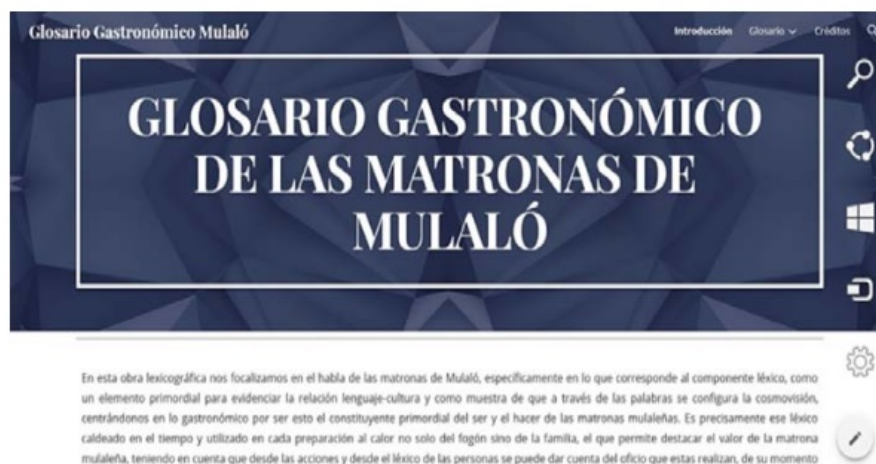 Glosario Gastronómico Mulaló
Introducción Glosario Créditos
GLOSARIO GASTRONÓMICO
DE LAS MATRONAS DE
MULALÓ
En esta obra lexicográfica nos focalizamos en el habla de las matronas de Mulaló, específicamente en lo que corresponde al componente léxico, como
un elemento primordial para evidenciar la relación lenguaje-cultura y como muestra de que a través de las palabras se configura la cosmovisión,
centrándonos en lo gastronómico por ser esto el constituyente primordial del ser y el hacer de las matronas mulaleñas. Es precisamente ese léxico
caldeado en el tiempo y utilizado en cada preparación al calor no solo del fogón sino de la familia, el que permite destacar el valor de la matrona
mulaleña, teniendo en cuenta que desde las acciones y desde el léxico de las personas se puede dar cuenta del oficio que estas realizan, de su momento